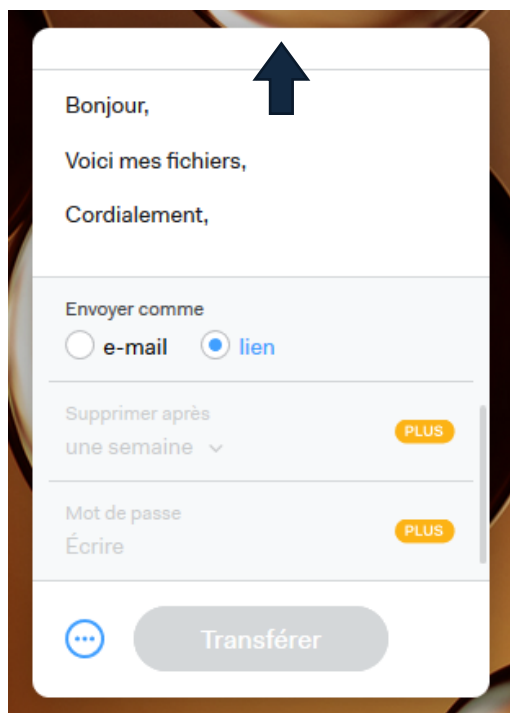 Bonjour,
Voici mes fichiers,
Cordialement,
Envoyer comme
e-mail lien
Supprimer après
PLUS
une semaine
Mot de passe
PLUS
Écrire
Transférer